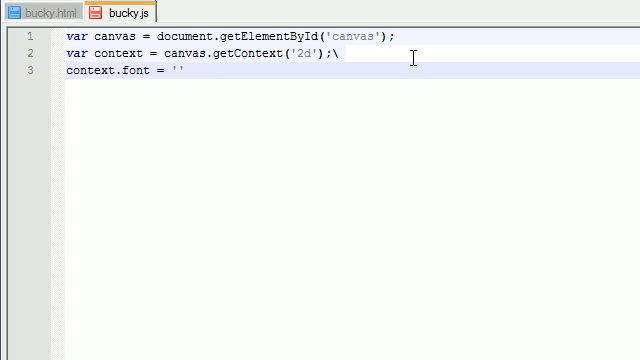 bucky.html bucky.js
1 var canvas = document.getElementById('canvas');
2 var context = canvas.getContext('2d');\
3 context.font = ''